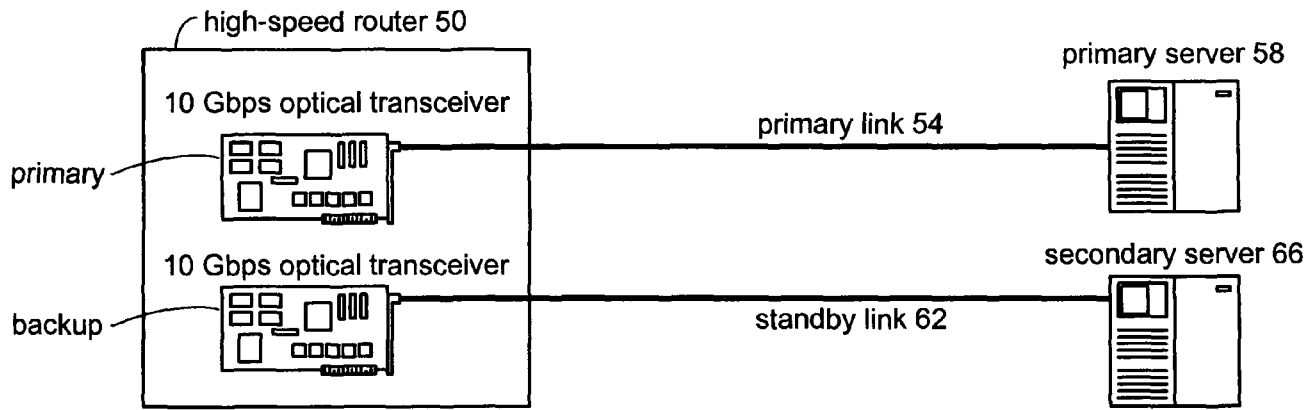 high-speed router 50
primary server 58
10 Gbps optical transceiver
primary link 54
primary
secondary server 66
10 Gbps optical transceiver
backup
standby link 62